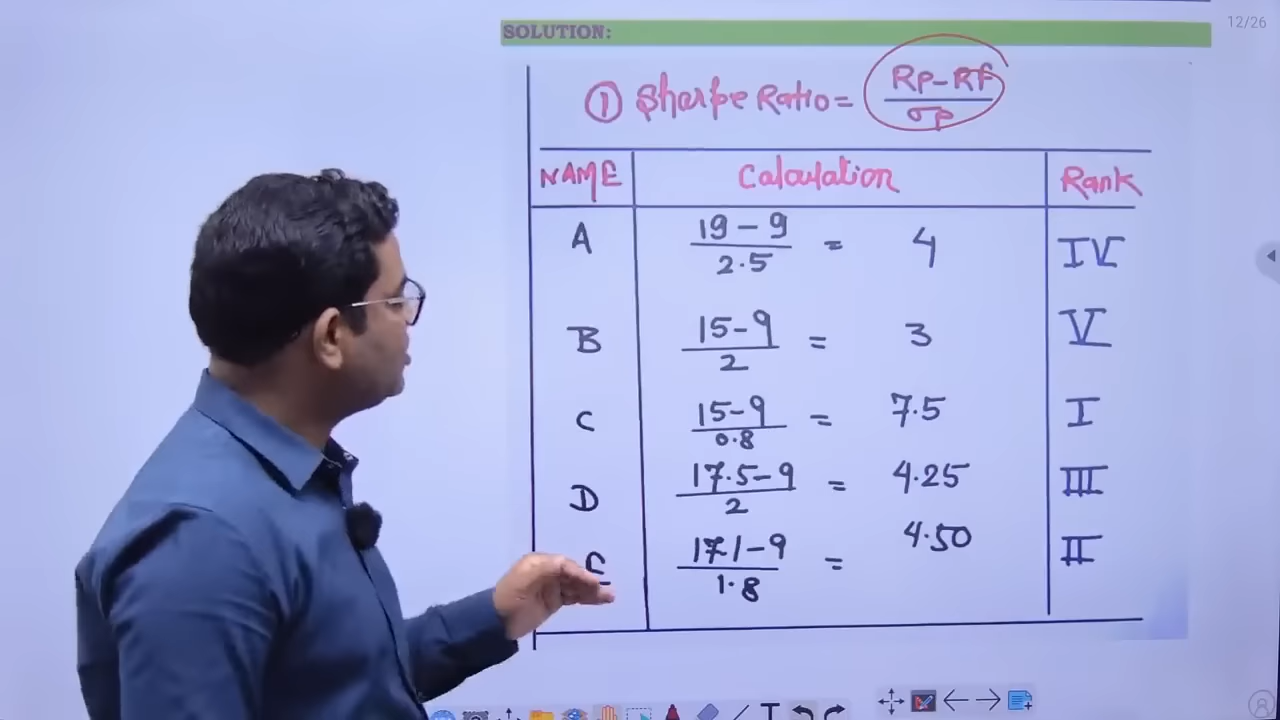 12/26
SOLUTION:
① Sharpe Ratio = Rp-Rf / σp
NAME Calculation Rank
A 19-9 / 2.5 = 4 IV
B 15-9 / 2 = 3 V
C 15-9 / 0.8 = 7.5 I
D 17.5-9 / 2 = 4.25 III
E 17.1-9 / 1.8 = 4.50 II